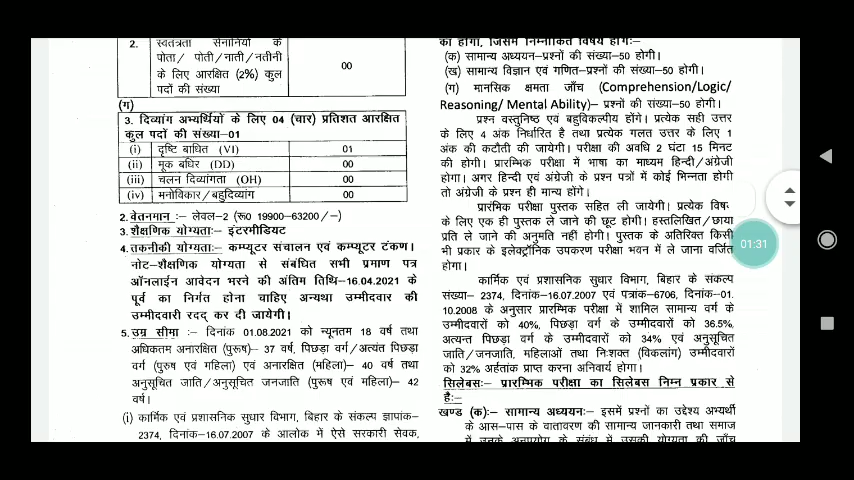 2.
स्वतंत्रता सेनानियों के
पोता/ पोती/नाती/नतीनी
के लिए आरक्षित (2%) कुल
पदों की संख्या
00
(ग)
3. दिव्यांग अभ्यर्थियों के लिए 04 (चार) प्रतिशत आरक्षित
कुल पदों की संख्या–01
(i) दृष्टि बाधित (VI) 01
(ii) मूक बधिर (DD) 00
(iii) चलन दिव्यांगता (OH) 00
(iv) मनोविकार/बहुदिव्यांग 00
2. वेतनमान :– लेवल–2 (रू0 19900–63200/–)
3. शैक्षणिक योग्यता:– इंटरमीडियट
4. तकनीकी योग्यता:– कम्प्यूटर संचालन एवं कम्प्यूटर टंकण।
नोट–शैक्षणिक योग्यता से संबंधित सभी प्रमाण पत्र
ऑनलाईन आवेदन भरने की अंतिम तिथि–16.04.2021 के
पूर्व का निर्गत होना चाहिए अन्यथा उम्मीदवार की
उम्मीदवारी रदद् कर दी जायेगी।
5. उम्र सीमा :– दिनांक 01.08.2021 को न्यूनतम 18 वर्ष तथा
अधिकतम अनारक्षित (पुरूष)– 37 वर्ष, पिछड़ा वर्ग/अत्यंत पिछड़ा
वर्ग (पुरुष एवं महिला) एवं अनारक्षित (महिला)– 40 वर्ष तथा
अनुसूचित जाति/अनुसूचित जनजाति (पुरूष एवं महिला)– 42
वर्ष।
(i) कार्मिक एवं प्रशासनिक सुधार विभाग, बिहार के संकल्प ज्ञापांक–
2374, दिनांक–16.07.2007 के आलोक में ऐसे सरकारी सेवक,
का होगा, जिसमें निम्नांकित विषय होंगे:–
(क) सामान्य अध्ययन–प्रश्नों की संख्या–50 होगी।
(ख) सामान्य विज्ञान एवं गणित–प्रश्नों की संख्या–50 होगी।
(ग) मानसिक क्षमता जाँच (Comprehension/Logic/
Reasoning/ Mental Ability)– प्रश्नों की संख्या–50 होगी।
प्रश्न वस्तुनिष्ठ एवं बहुविकल्पीय होंगे। प्रत्येक सही उत्तर
के लिए 4 अंक निर्धारित है तथा प्रत्येक गलत उत्तर के लिए 1
अंक की कटौती की जायेगी। परीक्षा की अवधि 2 घंटा 15 मिनट
की होगी। प्रारम्भिक परीक्षा में भाषा का माध्यम हिन्दी/अंग्रेजी
होगा। अगर हिन्दी एवं अंग्रेजी के प्रश्न पत्रों में कोई भिन्नता होगी
तो अंग्रेजी के प्रश्न ही मान्य होंगे।
प्रारंभिक परीक्षा पुस्तक सहित ली जायेगी। प्रत्येक विष
के लिए एक ही पुस्तक ले जाने की छूट होगी। हस्तलिखित/छाया
प्रति ले जाने की अनुमति नहीं होगी। पुस्तक के अतिरिक्त किसी
भी प्रकार के इलेक्ट्रॉनिक उपकरण परीक्षा भवन में ले जाना वर्जित
होगा।
कार्मिक एवं प्रशासनिक सुधार विभाग, बिहार के संकल्प
संख्या– 2374, दिनांक–16.07.2007 एवं पत्रांक–6706, दिनांक–01.
10.2008 के अनुसार प्रारम्भिक परीक्षा में शामिल सामान्य वर्ग के
उम्मीदवारों को 40%, पिछड़ा वर्ग के उम्मीदवारों को 36.5%,
अत्यन्त पिछड़ा वर्ग के उम्मीदवारों को 34% एवं अनुसूचित
जाति/जनजाति, महिलाओं तथा निःशक्त (विकलांग) उम्मीदवारों
को 32% अर्हतांक प्राप्त करना अनिवार्य होगा।
सिलेबसः– प्रारम्भिक परीक्षा का सिलेबस निम्न प्रकार से
है:–
खण्ड (क):– सामान्य अध्ययनः– इसमें प्रश्नों का उद्देश्य अभ्यर्थी
के आस–पास के वातावरण की सामान्य जानकारी तथा समाज
में उनके अनुप्रयोग के संबंध में उसकी योग्यता की जाँच
01:31